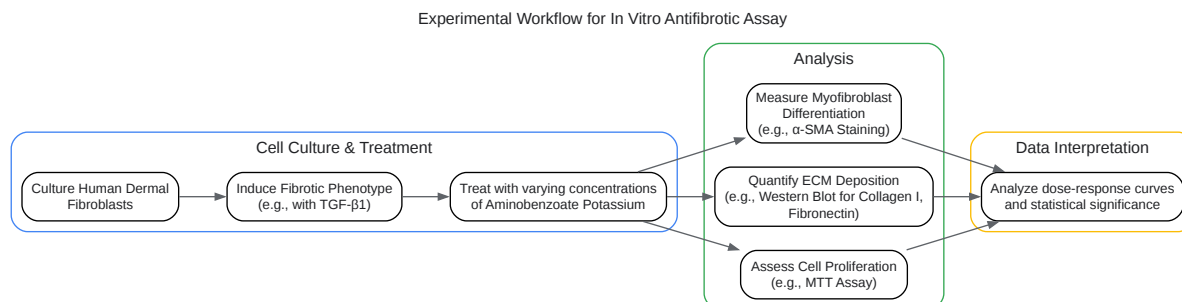 Experimental Workflow for In Vitro Antifibrotic Assay
Cell Culture & Treatment
Culture Human Dermal
Fibroblasts
Induce Fibrotic Phenotype
(e.g., with TGF-β1)
Treat with varying concentrations
of Aminobenzoate Potassium
Analysis
Measure Myofibroblast
Differentiation
(e.g., α-SMA Staining)
Quantify ECM Deposition
(e.g., Western Blot for Collagen I,
Fibronectin)
Assess Cell Proliferation
(e.g., MTT Assay)
Data Interpretation
Analyze dose-response curves
and statistical significance